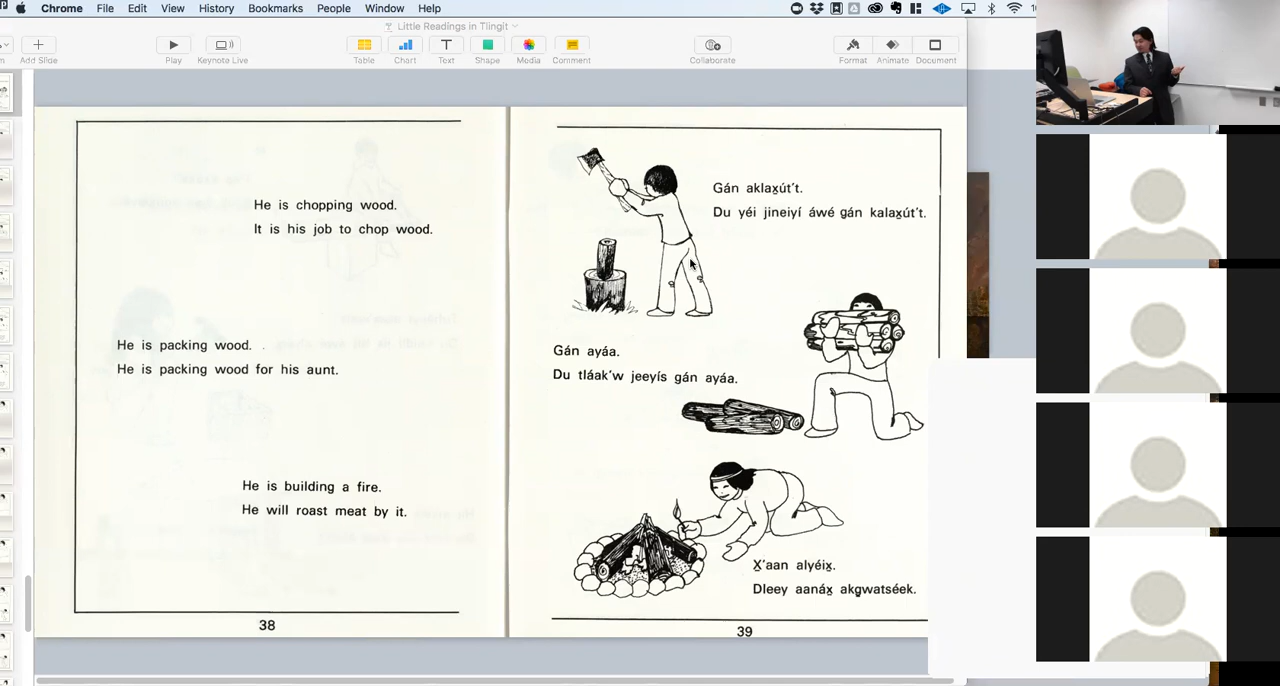 Chrome File Edit View History Bookmarks People Window Help
Little Readings in Tlingit
Add Slide Play Keynote Live Table Chart Text Shape Media Comment Collaborate Format Animate Document
He is chopping wood.
It is his job to chop wood.
He is packing wood.
He is packing wood for his aunt.
He is building a fire.
He will roast meat by it.
38
Gán aklax̱út't.
Du yéi jineiyí áwé gán kalax̱út't.
Gán ayáa.
Du tláak'w jeeyís gán ayáa.
X̱'aan alyéix̱.
Dleey aanáx̱ akg̱watséek.
39